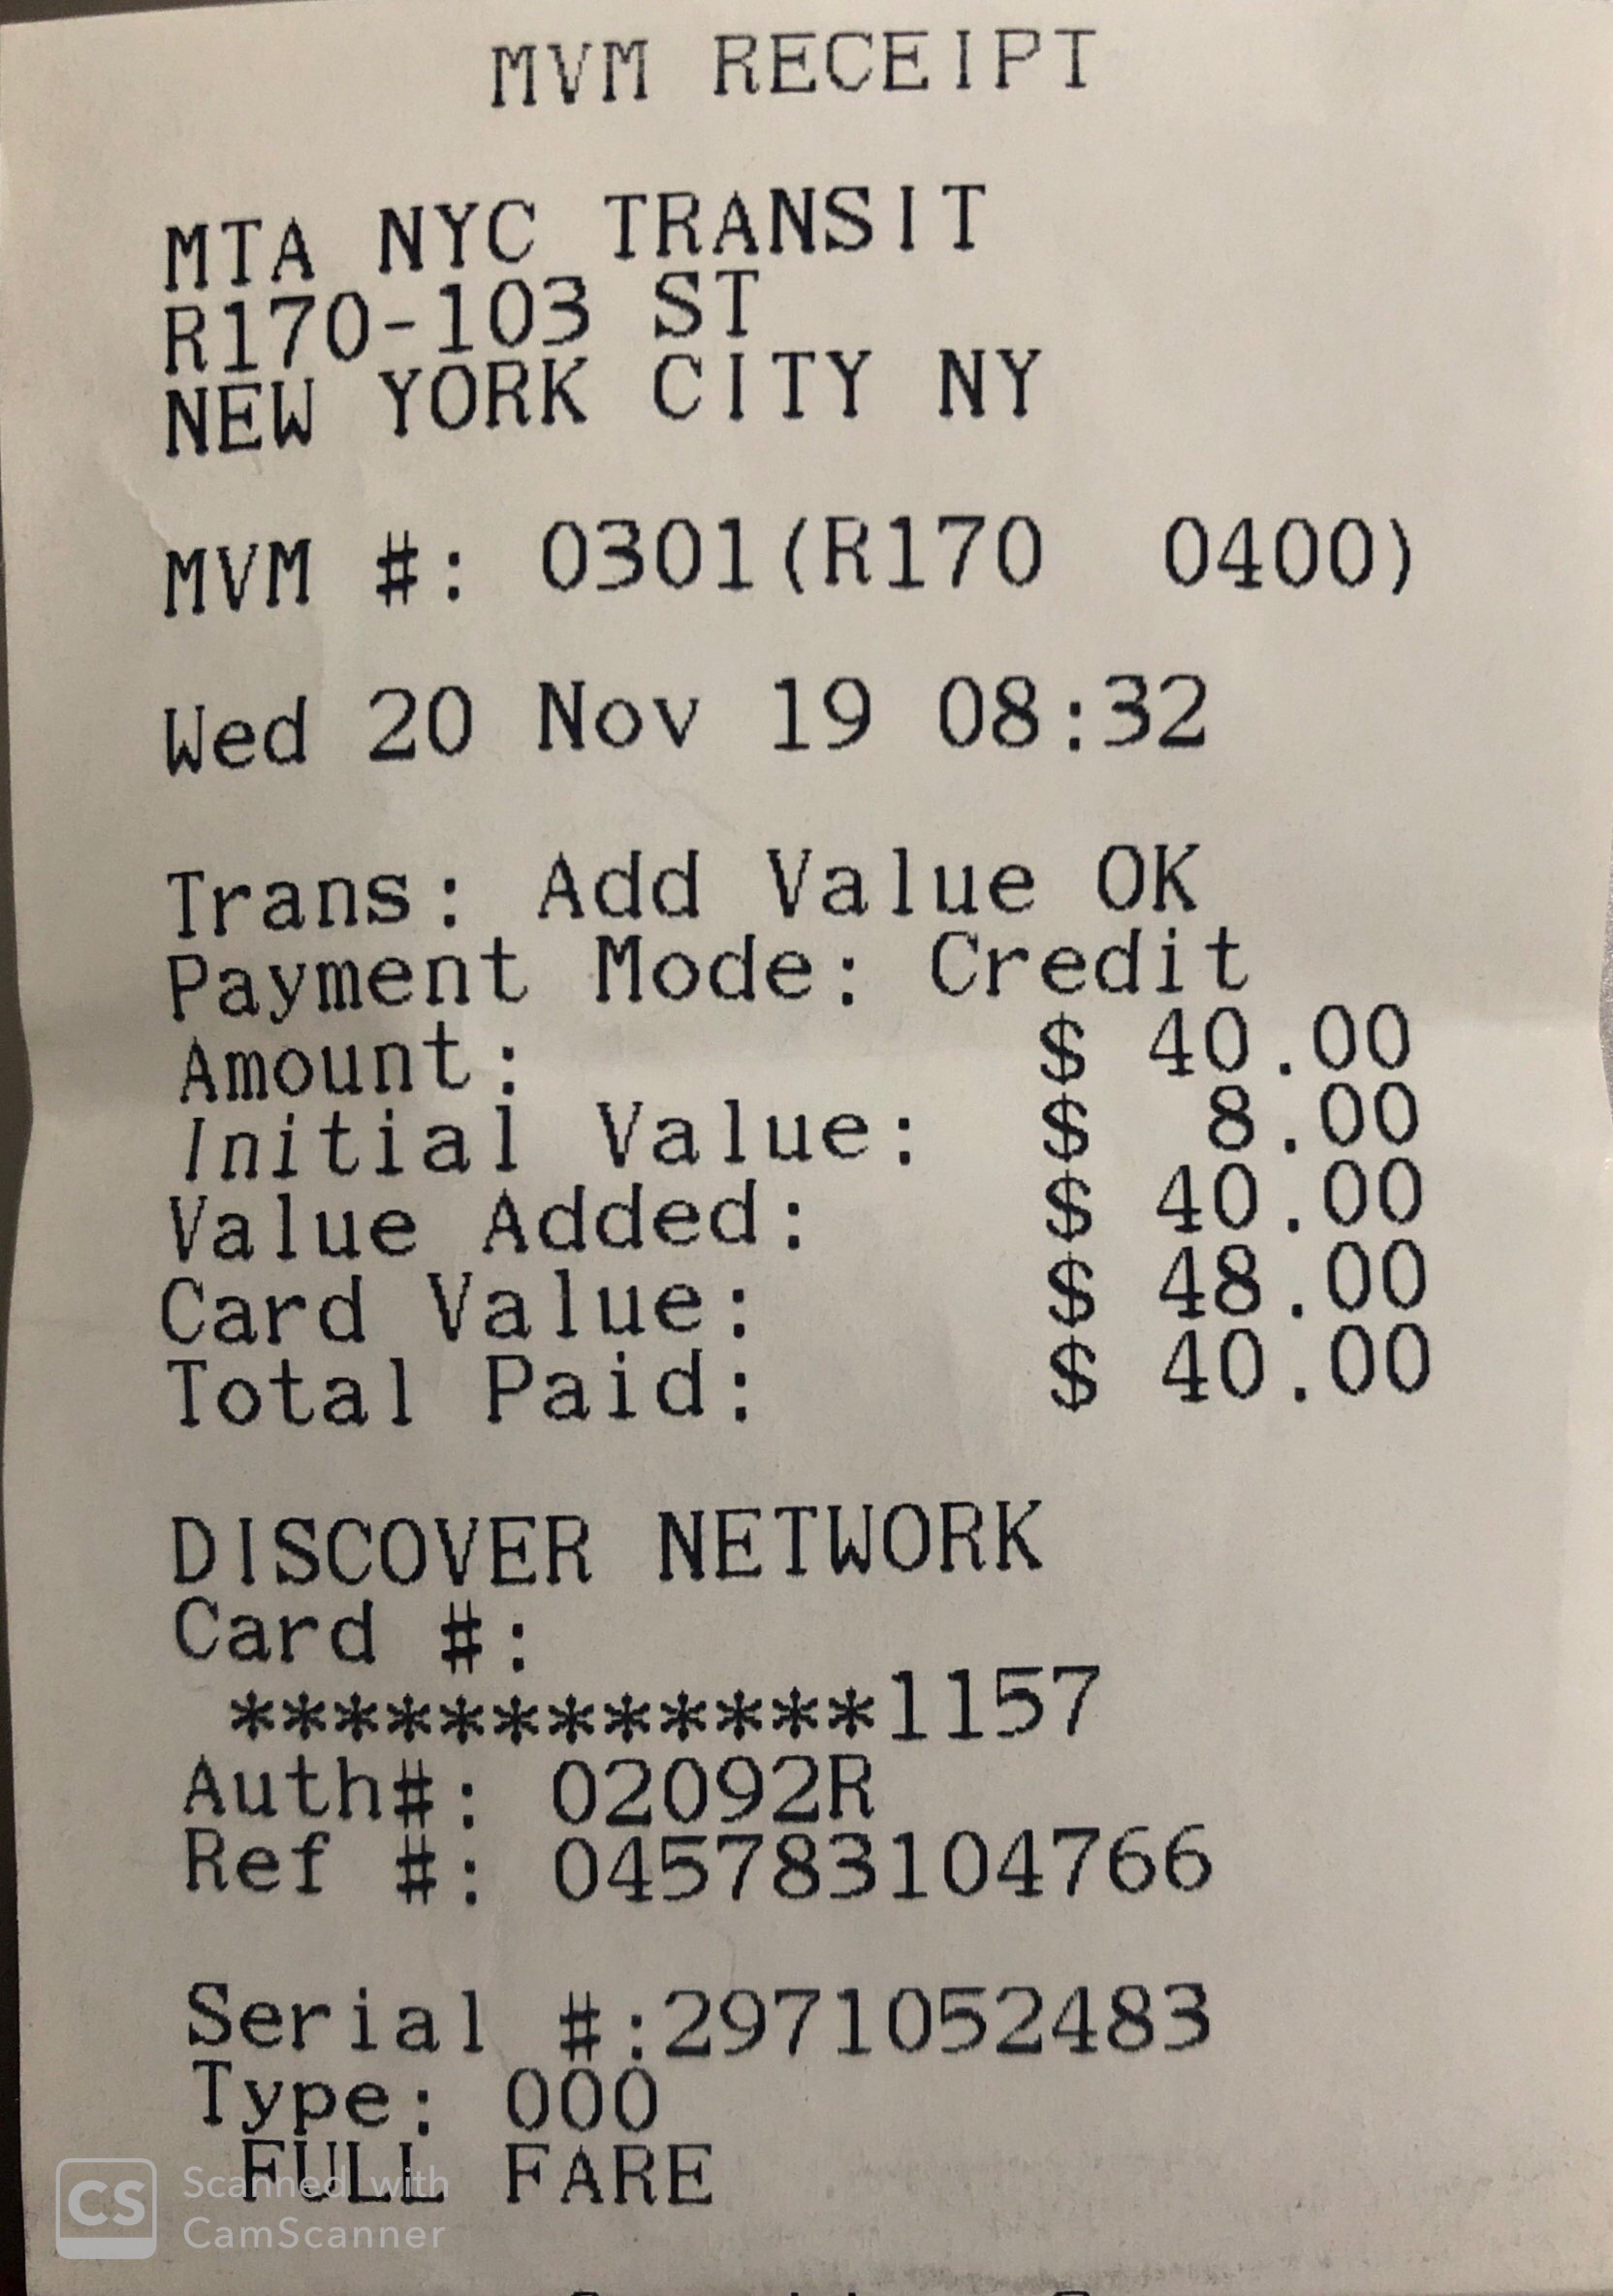 MVM RECEIPT
MTA NYC TRANSIT
R170-103 ST
NEW YORK CITY NY
MVM #: 0301(R170 0400)
Wed 20 Nov 19 08:32
Trans: Add Value OK
Payment Mode: Credit
Amount: $ 40.00
Initial Value: $ 8.00
Value Added: $ 40.00
Card Value: $ 48.00
Total Paid: $ 40.00
DISCOVER NETWORK
Card #:
************1157
Auth#: 02092R
Ref #: 045783104766
Serial #:2971052483
Type: 000
FULL FARE
CS Scanned with
CamScanner